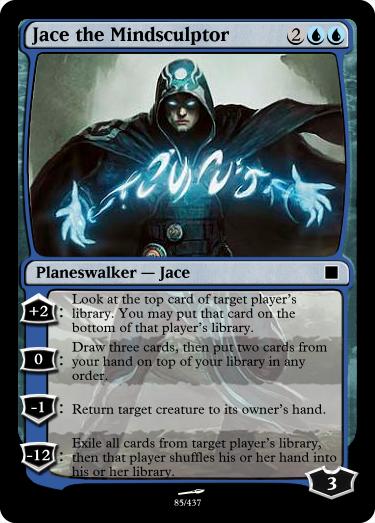 Jace the Mindsculptor 2
Planeswalker — Jace
+2: Look at the top card of target player's
library. You may put that card on the
bottom of that player's library.
0: Draw three cards, then put two cards from
your hand on top of your library in any
order.
-1: Return target creature to its owner's hand.
-12: Exile all cards from target player's library,
then that player shuffles his or her hand into
his or her library.
3
85/437